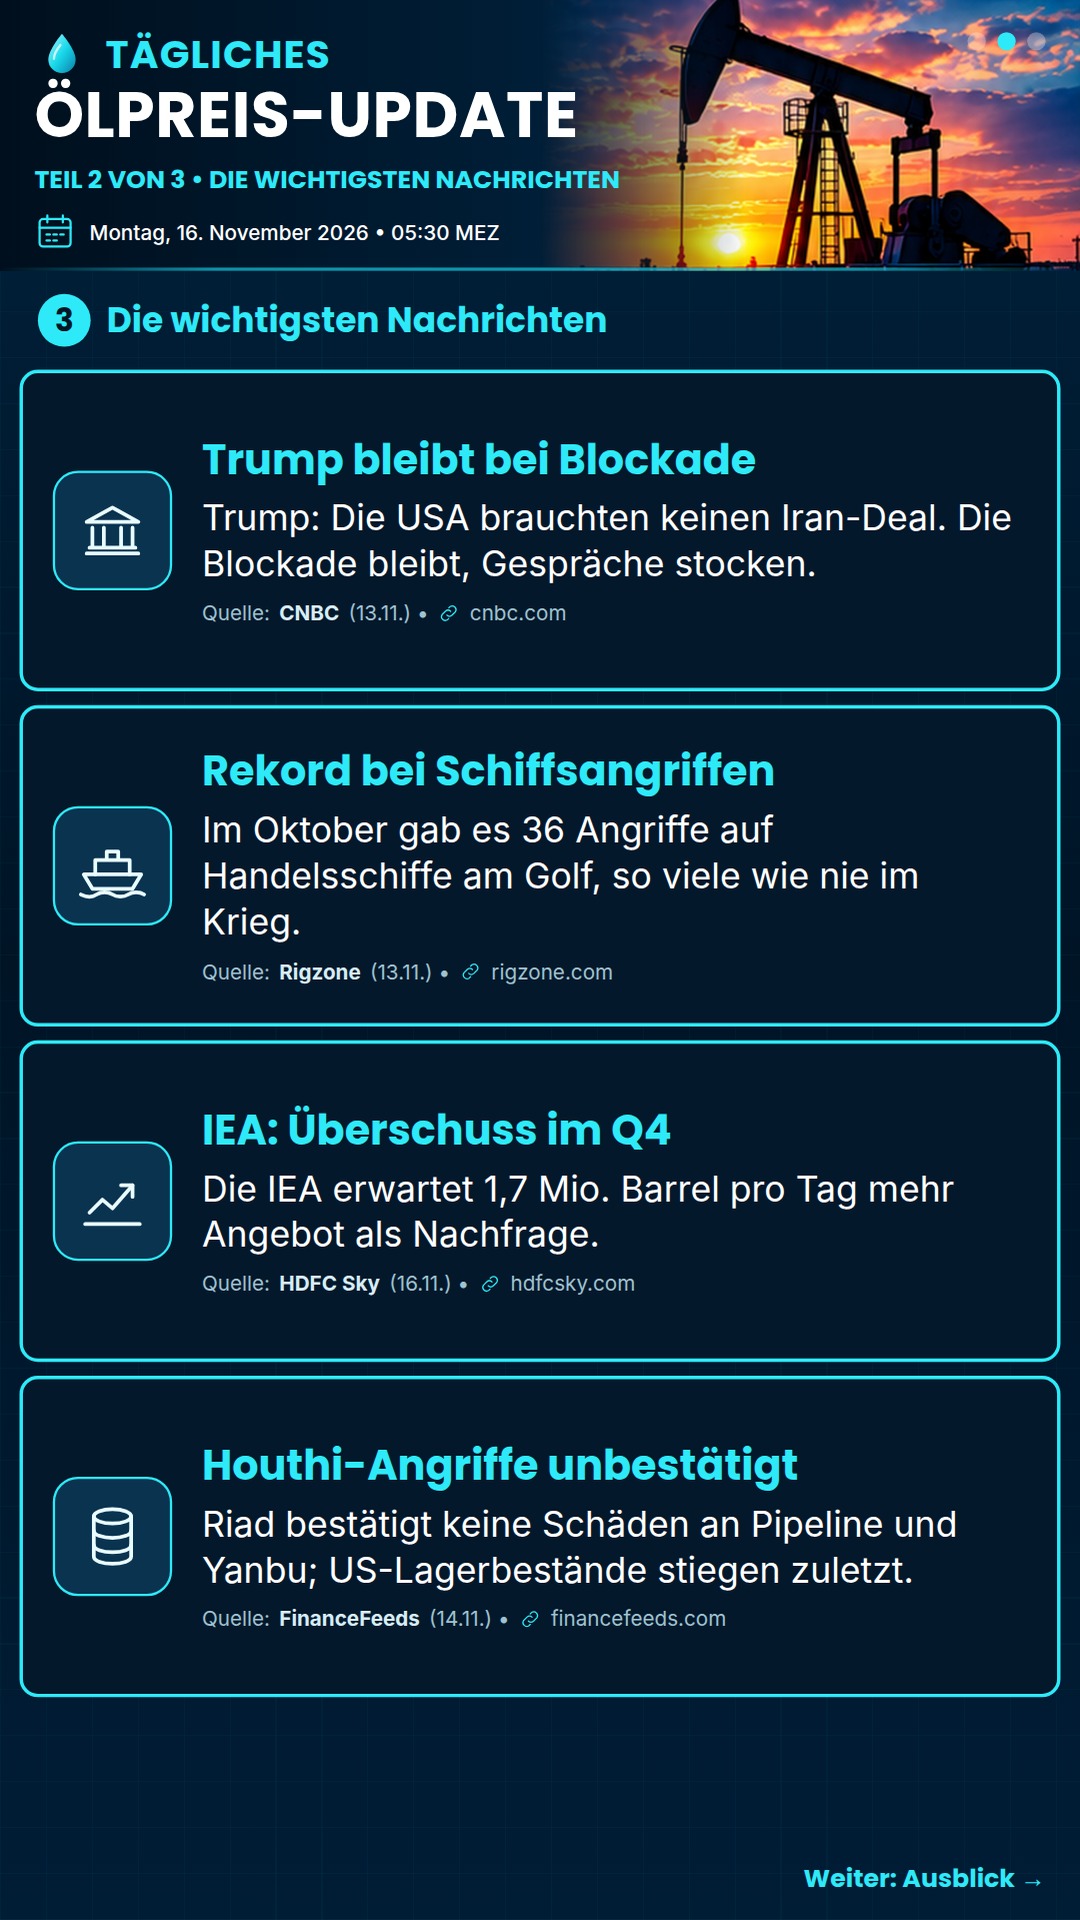 TÄGLICHES
ÖLPREIS-UPDATE
TEIL 2 VON 3 • DIE WICHTIGSTEN NACHRICHTEN
Montag, 16. November 2026 • 05:30 MEZ
3 Die wichtigsten Nachrichten
Trump bleibt bei Blockade
Trump: Die USA brauchten keinen Iran-Deal. Die
Blockade bleibt, Gespräche stocken.
Quelle: CNBC (13.11.) • cnbc.com
Rekord bei Schiffsangriffen
Im Oktober gab es 36 Angriffe auf
Handelsschiffe am Golf, so viele wie nie im
Krieg.
Quelle: Rigzone (13.11.) • rigzone.com
IEA: Überschuss im Q4
Die IEA erwartet 1,7 Mio. Barrel pro Tag mehr
Angebot als Nachfrage.
Quelle: HDFC Sky (16.11.) • hdfcsky.com
Houthi-Angriffe unbestätigt
Riad bestätigt keine Schäden an Pipeline und
Yanbu; US-Lagerbestände stiegen zuletzt.
Quelle: FinanceFeeds (14.11.) • financefeeds.com
Weiter: Ausblick →